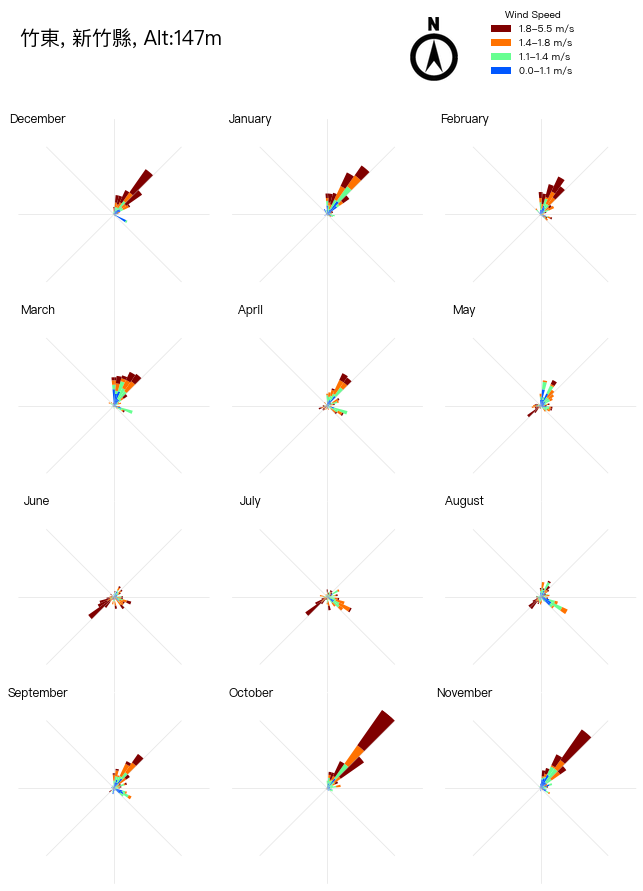 N
Wind Speed
竹東, 新竹縣, Alt:147m
1.8–5.5 m/s
1.4–1.8 m/s
1.1–1.4 m/s
0.0–1.1 m/s
December
January
February
March
April
May
June
July
August
September
October
November